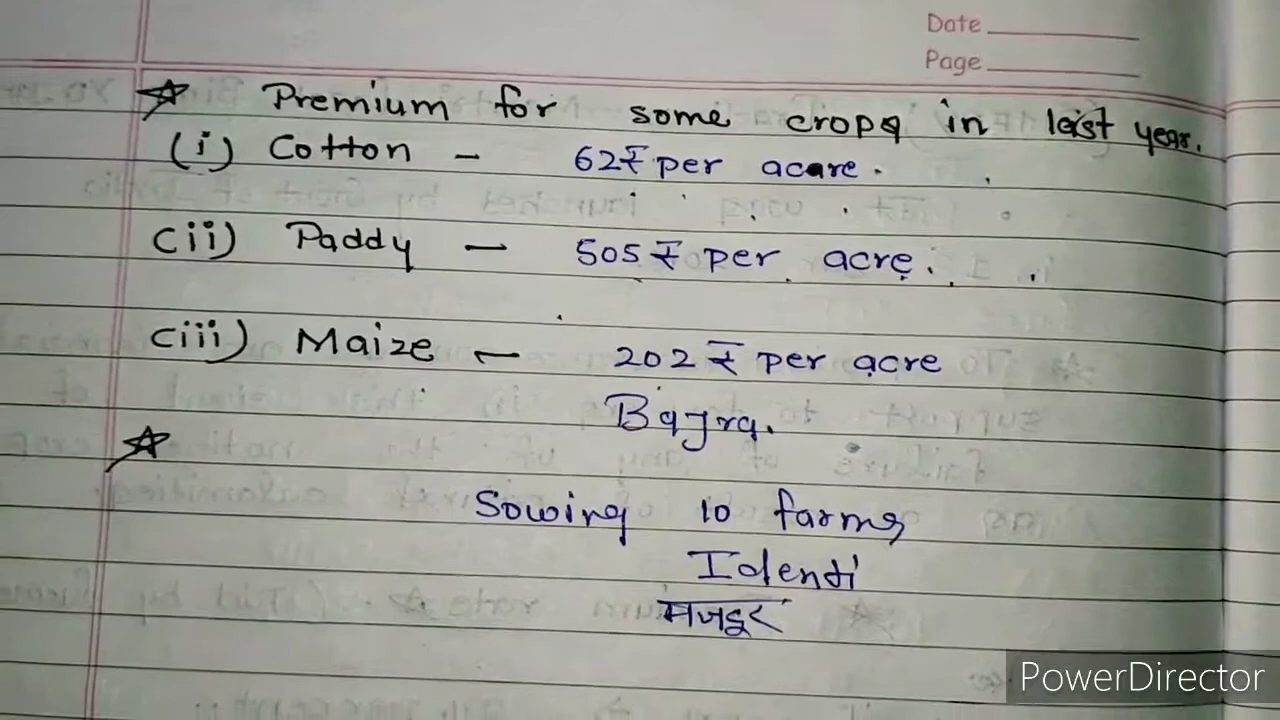 Date
Page
Premium for some crops in last year.
(i) Cotton - 62₹ per acare.
(ii) Paddy - 505₹ per acre.
(iii) Maize - 202₹ per acre
Bajra.
Sowing 10 farms
Identi
मजदूर
PowerDirector